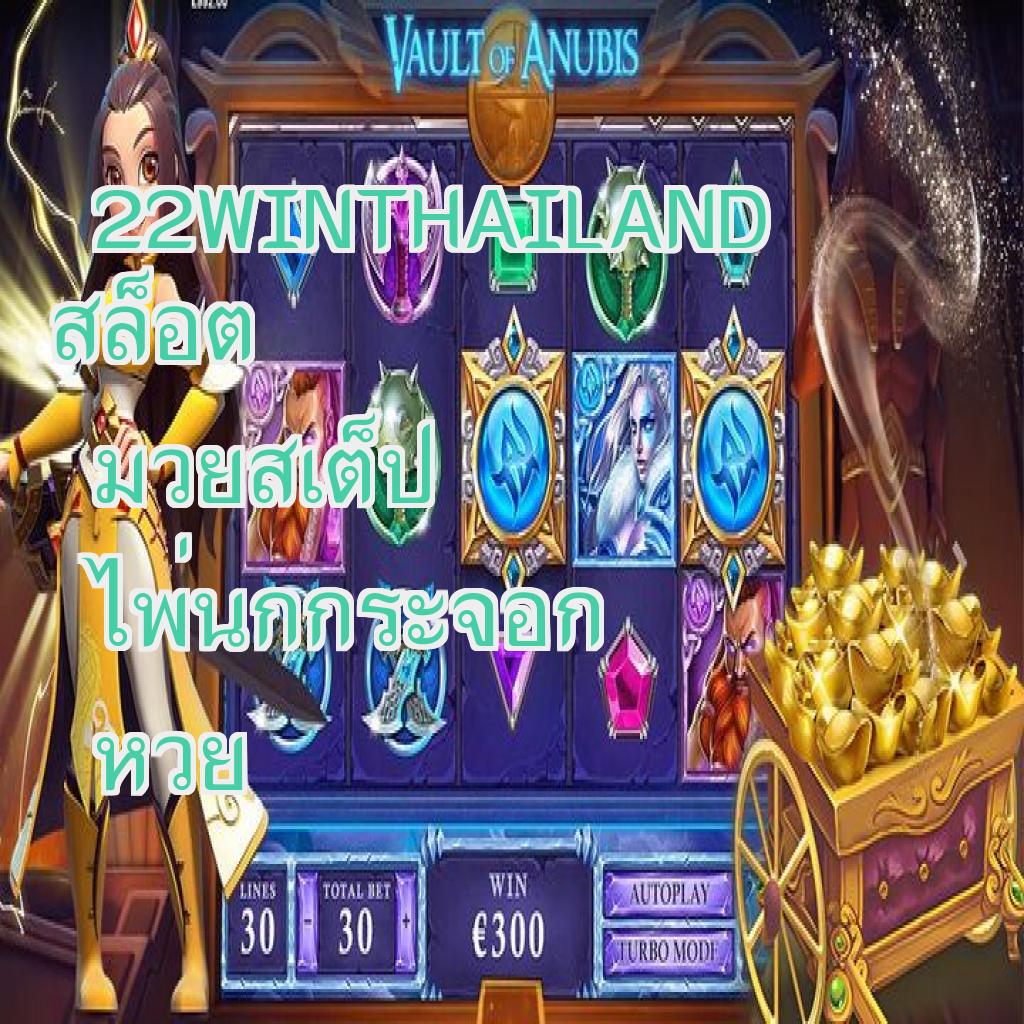 VAULT OF ANUBIS
22WINTHAILAND
สล็อต
มวยสเต็ป
ไพ่นกกระจอก
หวย
LINES
30
TOTAL BET
- 30 +
WIN
€300
AUTOPLAY
TURBO MODE